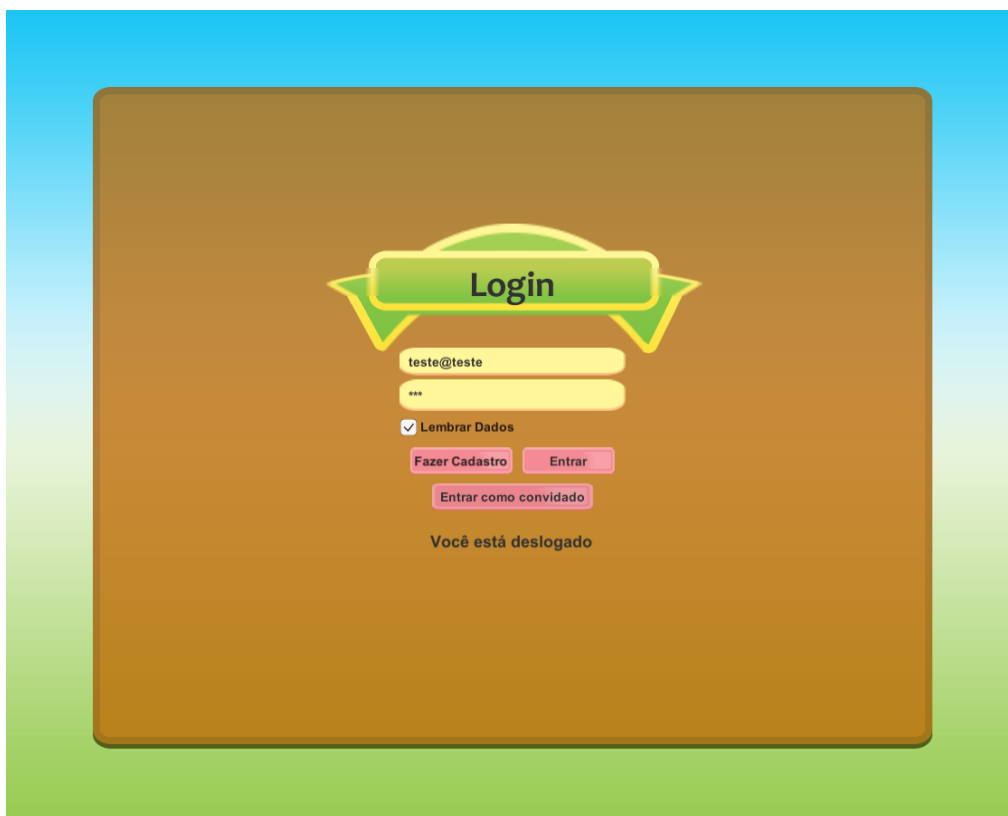 Login
teste@teste
***
Lembrar Dados
Fazer Cadastro Entrar
Entrar como convidado
Você está deslogado